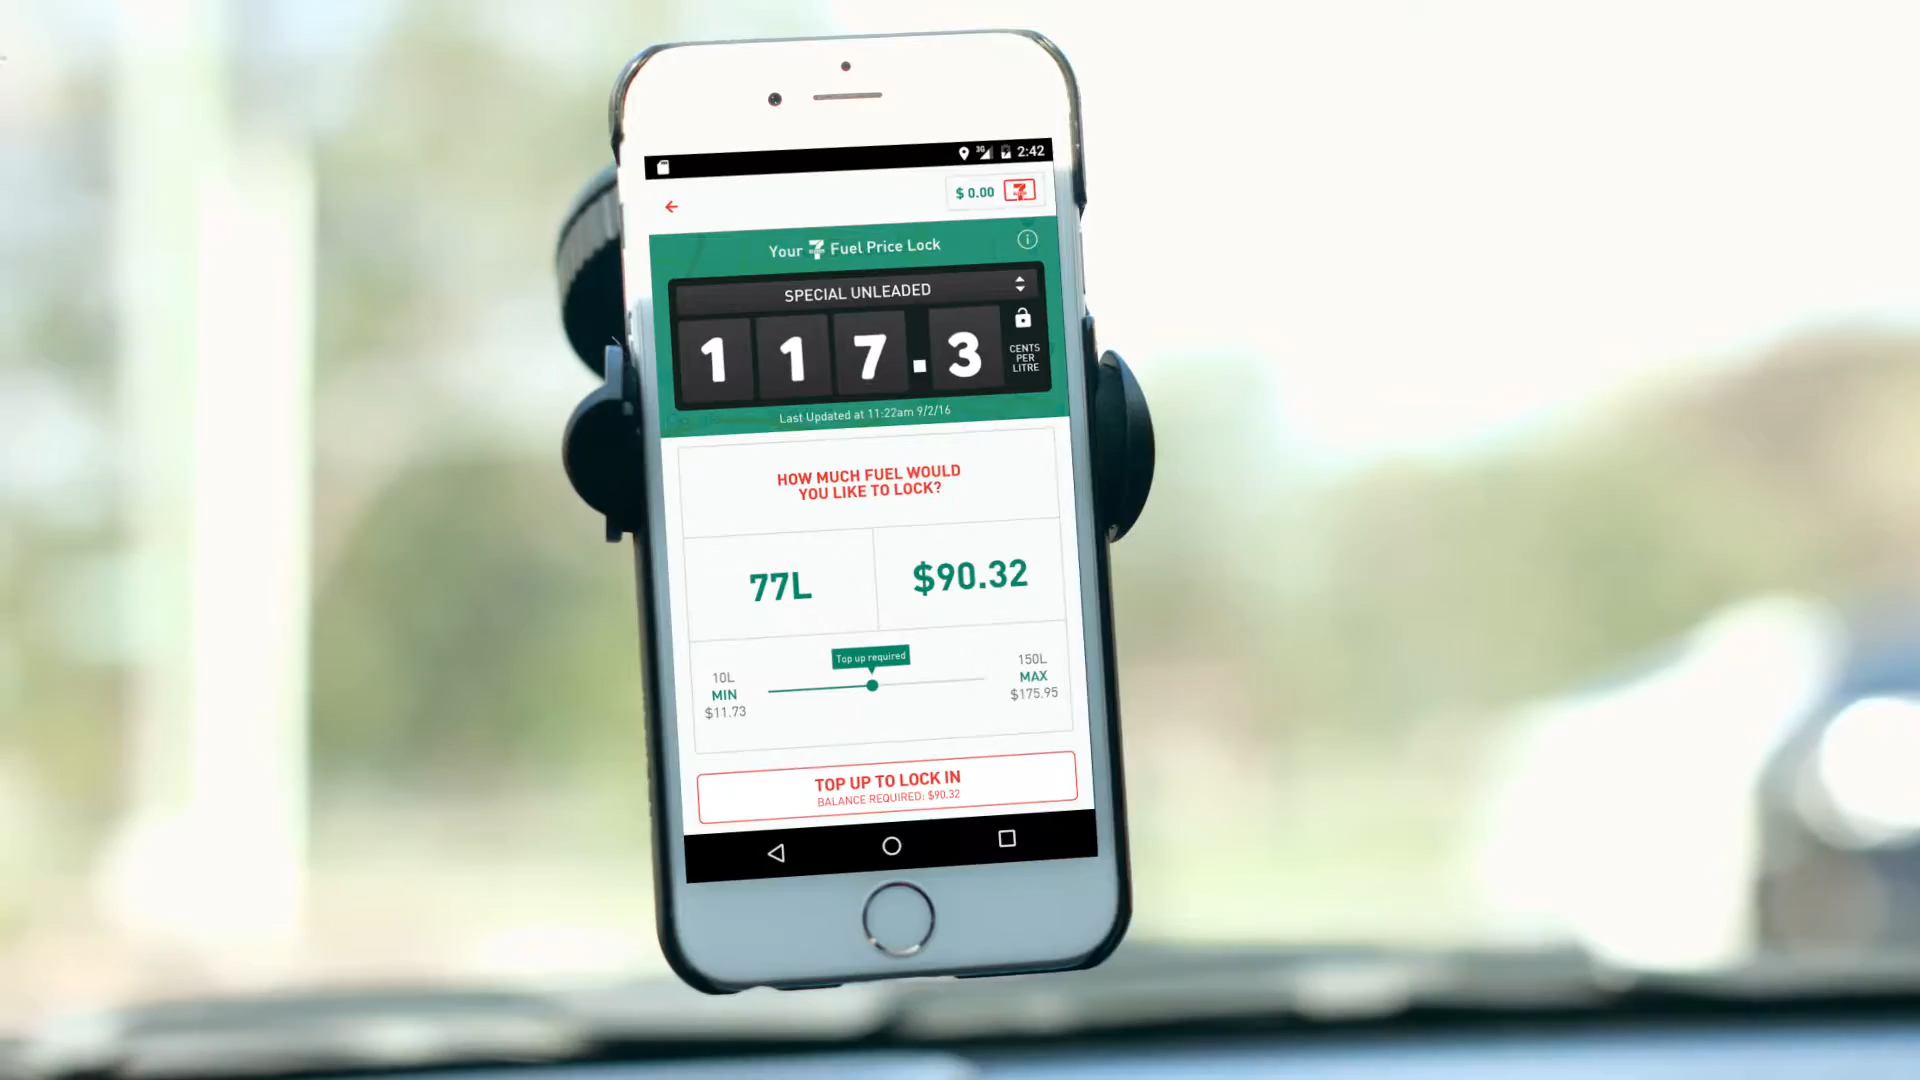 3G 2:42
$ 0.00
Your 7 Fuel Price Lock
SPECIAL UNLEADED
117.3
CENTS
PER
LITRE
Last Updated at 11:22am 9/2/16
HOW MUCH FUEL WOULD
YOU LIKE TO LOCK?
77L
$90.32
Top up required
10L
MIN
$11.73
150L
MAX
$175.95
TOP UP TO LOCK IN
BALANCE REQUIRED: $90.32